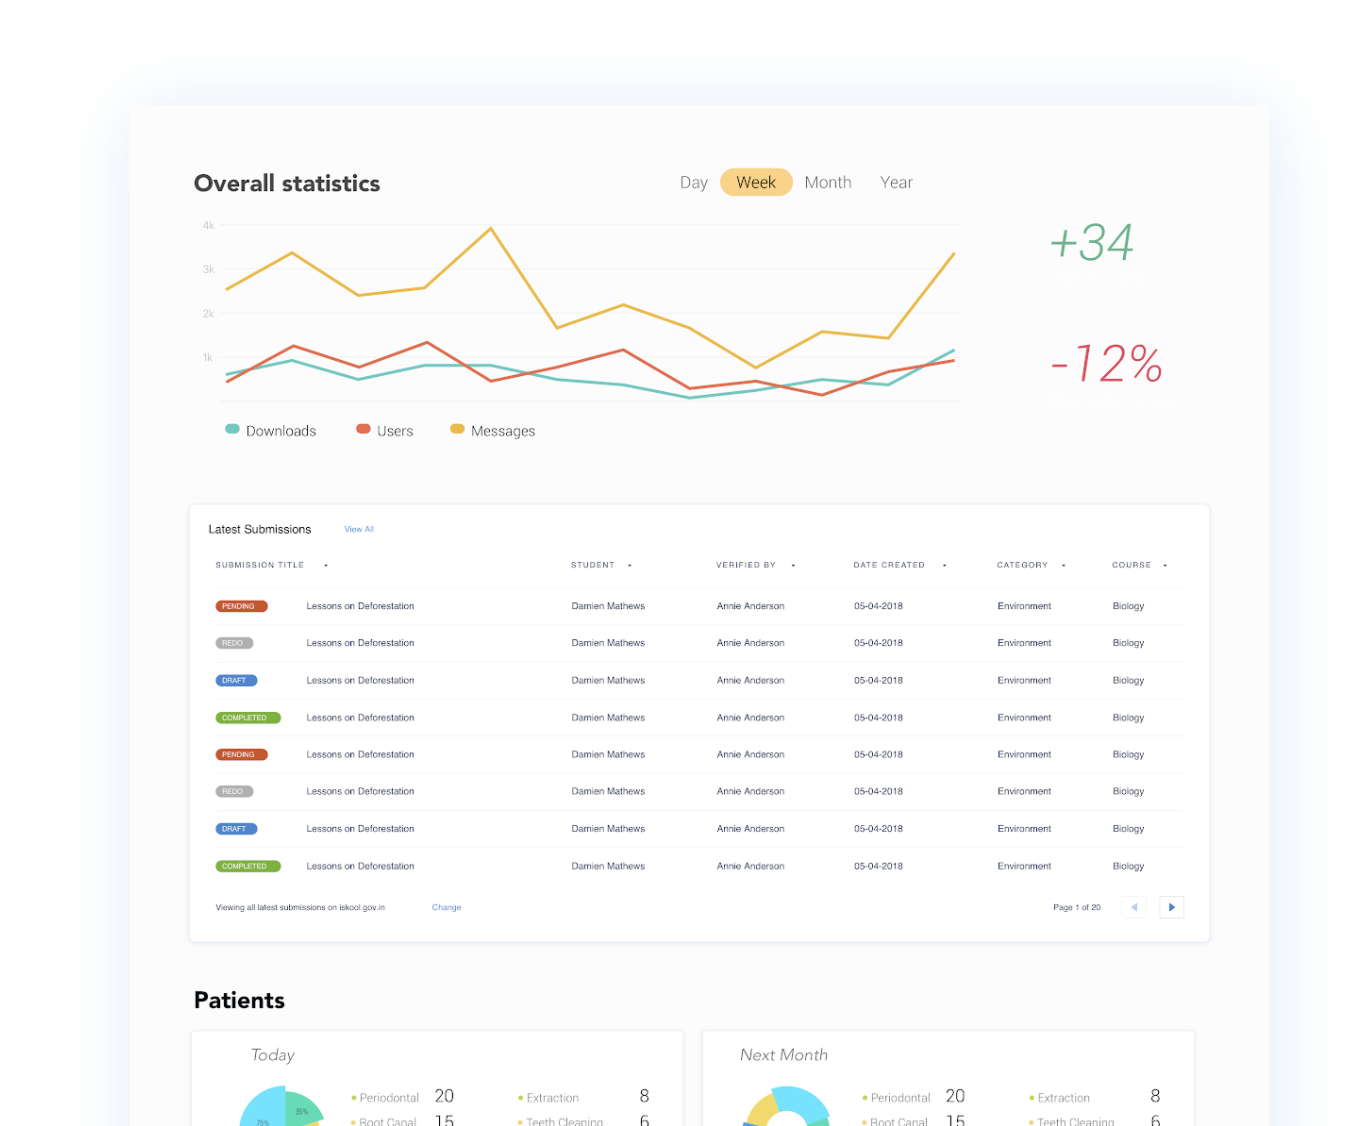 Overall statistics
Day Week Month Year
4k
3k
2k
1k
+34
-12%
Downloads Users Messages
Latest Submissions View All
SUBMISSION TITLE STUDENT VERIFIED BY DATE CREATED CATEGORY COURSE
PENDING Lessons on Deforestation Damien Mathews Annie Anderson 05-04-2018 Environment Biology
REDO Lessons on Deforestation Damien Mathews Annie Anderson 05-04-2018 Environment Biology
DRAFT Lessons on Deforestation Damien Mathews Annie Anderson 05-04-2018 Environment Biology
COMPLETED Lessons on Deforestation Damien Mathews Annie Anderson 05-04-2018 Environment Biology
PENDING Lessons on Deforestation Damien Mathews Annie Anderson 05-04-2018 Environment Biology
REDO Lessons on Deforestation Damien Mathews Annie Anderson 05-04-2018 Environment Biology
DRAFT Lessons on Deforestation Damien Mathews Annie Anderson 05-04-2018 Environment Biology
COMPLETED Lessons on Deforestation Damien Mathews Annie Anderson 05-04-2018 Environment Biology
Viewing all latest submissions on iskool.gov.in Change Page 1 of 20
Patients
Today
35%
75%
Periodontal 20 Extraction 8
Root Canal 15 Teeth Cleaning 6
Next Month
Periodontal 20 Extraction 8
Root Canal 15 Teeth Cleaning 6